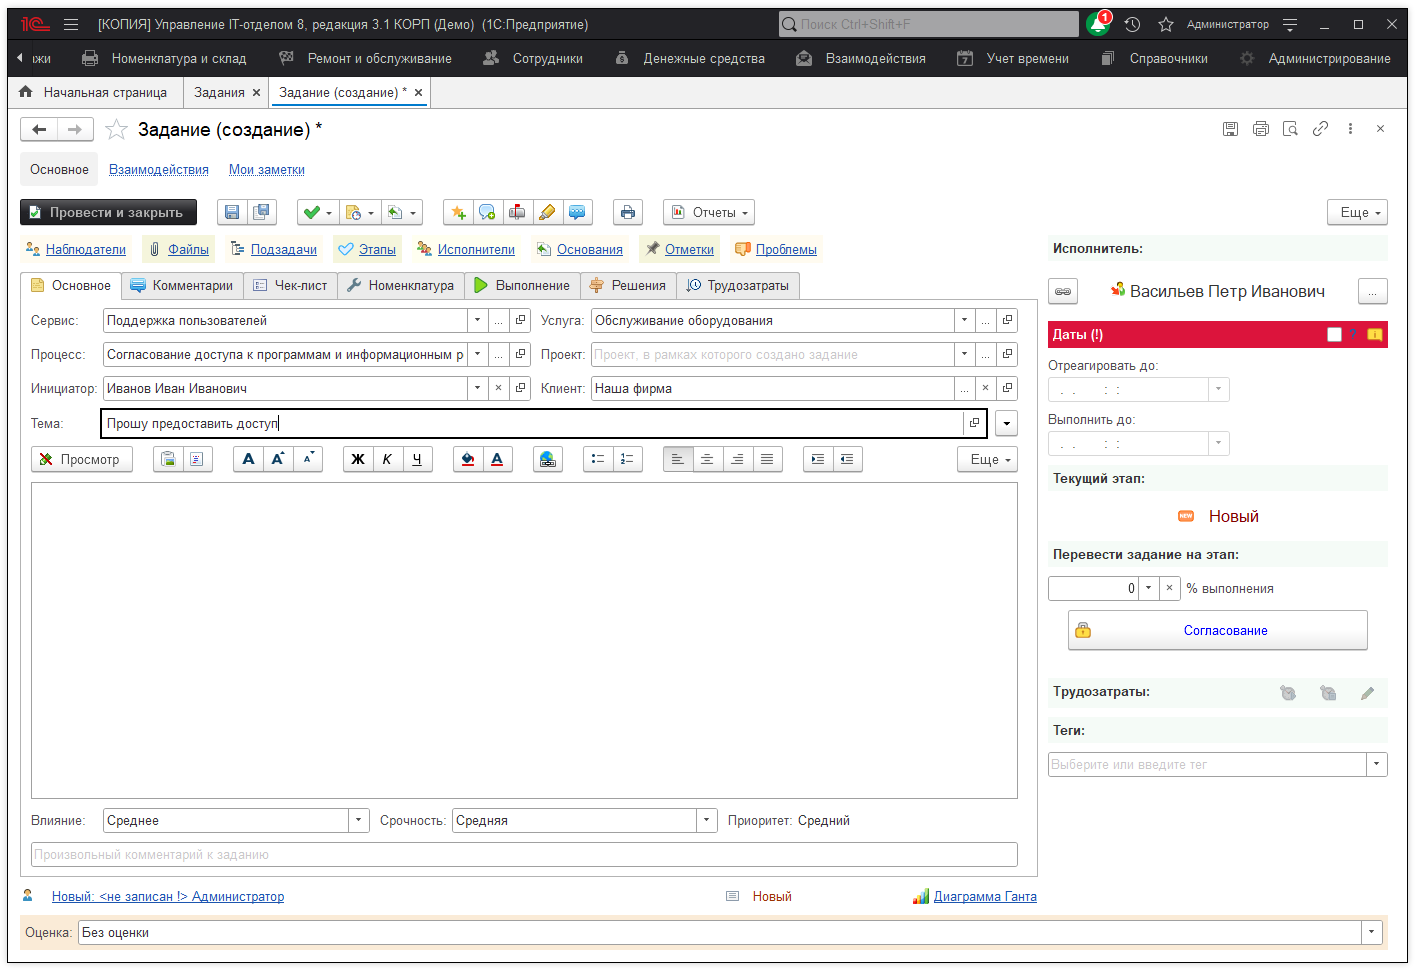 [КОПИЯ] Управление IT-отделом 8, редакция 3.1 КОРП (Демо) (1С:Предприятие) Поиск Ctrl+Shift+F 1 Администратор
жи Номенклатура и склад Ремонт и обслуживание Сотрудники Денежные средства Взаимодействия Учет времени Справочники Администрирование
Начальная страница Задания Задание (создание) *
Задание (создание) *
Основное Взаимодействия Мои заметки
Провести и закрыть Отчеты Еще
Наблюдатели Файлы Подзадачи Этапы Исполнители Основания Отметки Проблемы
Исполнитель:
Основное Комментарии Чек-лист Номенклатура Выполнение Решения Трудозатраты
Васильев Петр Иванович ...
Сервис: Поддержка пользователей ... Услуга: Обслуживание оборудования ...
Даты (!) ?
Процесс: Согласование доступа к программам и информационным р ... Проект: Проект, в рамках которого создано задание ...
Отреагировать до:
Инициатор: Иванов Иван Иванович Клиент: Наша фирма ...
. . : :
Тема: Прошу предоставить доступ
Выполнить до:
. . : :
Просмотр A A A Ж К Ч A Еще
Текущий этап:
NEW Новый
Перевести задание на этап:
0 % выполнения
Согласование
Трудозатраты:
Теги:
Выберите или введите тег
Влияние: Среднее Срочность: Средняя Приоритет: Средний
Произвольный комментарий к заданию
Новый: <не записан !> Администратор Новый Диаграмма Ганта
Оценка: Без оценки